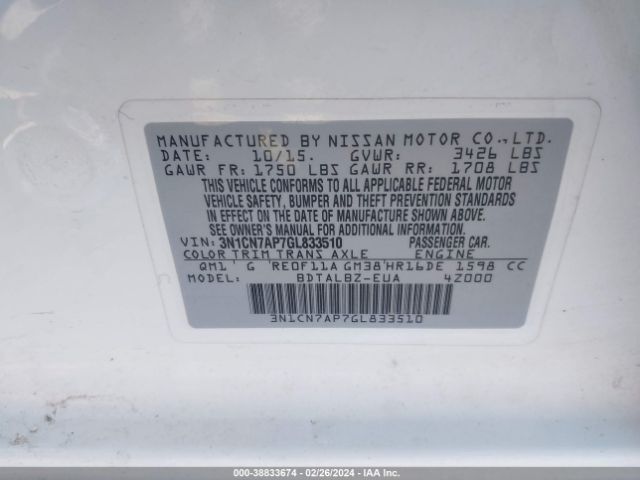 MANUFACTURED BY NISSAN MOTOR CO.,LTD.
DATE: 10/15. GVWR: 3426 LBS
GAWR FR: 1750 LBS GAWR RR: 1708 LBS
THIS VEHICLE CONFORMS TO ALL APPLICABLE FEDERAL MOTOR
VEHICLE SAFETY, BUMPER AND THEFT PREVENTION STANDARDS
IN EFFECT ON THE DATE OF MANUFACTURE SHOWN ABOVE.
SEE OWNER'S MANUAL FOR ADDITIONAL INFORMATION.
VIN: 3N1CN7AP7GL833510 PASSENGER CAR.
COLOR TRIM TRANS AXLE ENGINE
QM1 G RE0F11A GM38 HR16DE 1598 CC
MODEL: BDTALBZ-EUA 4Z000
3N1CN7AP7GL833510
000-38833674 - 02/26/2024 - IAA Inc.